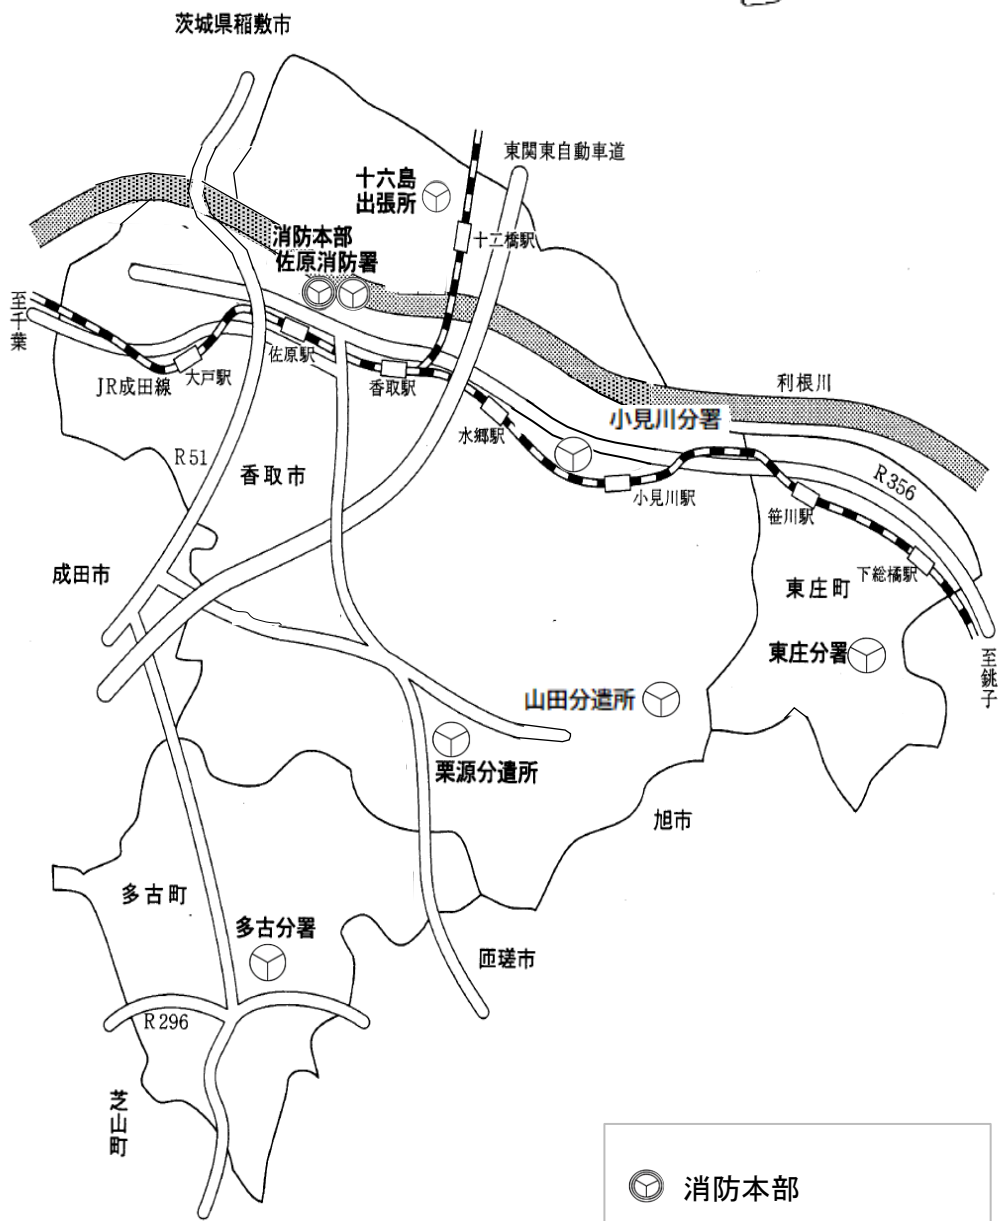 茨城県稲敷市
東関東自動車道
十六島
出張所
十二橋駅
消防本部
佐原消防署
至千葉
佐原駅
大戸駅
香取駅
JR成田線
利根川
小見川分署
水郷駅
R51
香取市
小見川駅
R356
笹川駅
成田市
下総橘駅
東庄町
東庄分署
至銚子
山田分遣所
栗源分遣所
旭市
多古町
多古分署
匝瑳市
R296
芝山町
消防本部